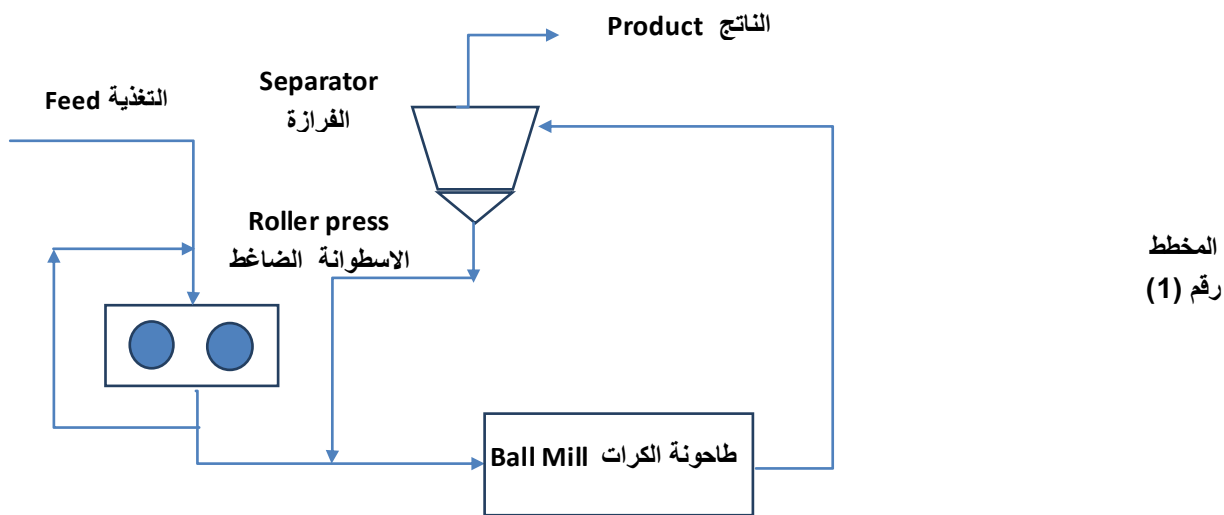 Product الناتج
Separator
الفرازة
Feed التغذية
Roller press
الاسطوانة الضاغط
المخطط
رقم (1)
Ball Mill طاحونة الكرات